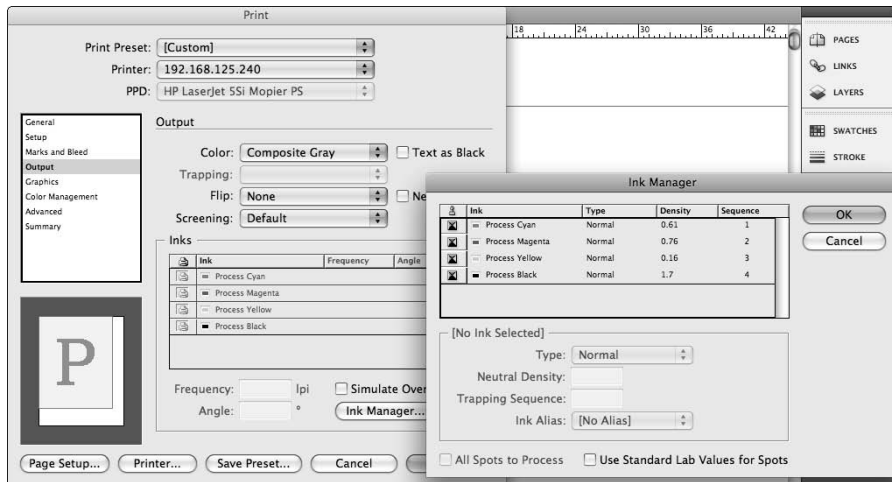 Print
Print Preset: [Custom]
Printer: 192.168.125.240
PPD: HP LaserJet 5Si Mopier PS
General
Setup
Marks and Bleed
Output
Graphics
Color Management
Advanced
Summary
P
Output
Color: Composite Gray Text as Black
Trapping:
Flip: None Ne
Screening: Default
Inks
Ink Frequency Angle
Process Cyan
Process Magenta
Process Yellow
Process Black
Frequency: lpi Simulate Over
Angle: ° Ink Manager...
Page Setup... Printer... Save Preset... Cancel
18 24 30 36 42
PAGES
LINKS
LAYERS
SWATCHES
STROKE
Ink Manager
Ink Type Density Sequence
Process Cyan Normal 0.61 1
Process Magenta Normal 0.76 2
Process Yellow Normal 0.16 3
Process Black Normal 1.7 4
OK
Cancel
[No Ink Selected]
Type: Normal
Neutral Density:
Trapping Sequence:
Ink Alias: [No Alias]
All Spots to Process Use Standard Lab Values for Spots